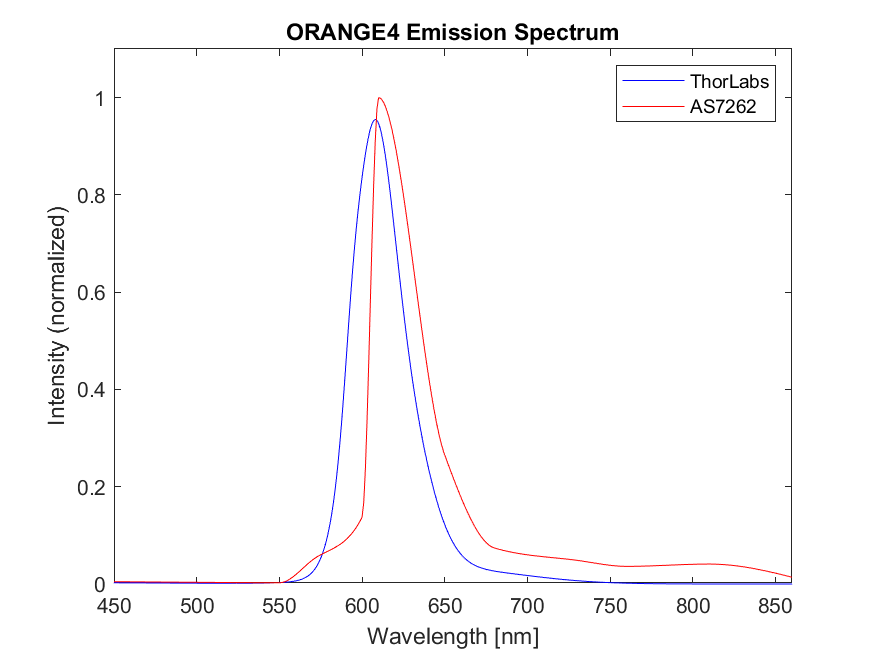 ORANGE4 Emission Spectrum
ThorLabs
AS7262
1
0.8
0.6
0.4
0.2
0
Intensity (normalized)
450 500 550 600 650 700 750 800 850
Wavelength [nm]